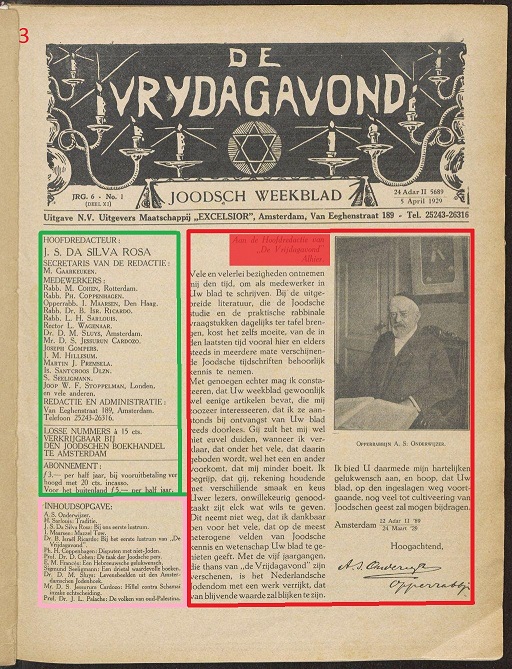 3
DE
VRYDAGAVOND
JRG. 6 - No. 1
(DEEL XI)
JOODSCH WEEKBLAD
24 Adar II 5689
5 April 1929
Uitgave N.V. Uitgevers Maatschappij „EXCELSIOR", Amsterdam, Van Eeghenstraat 189 - Tel. 25243-26316
HOOFDREDACTEUR:
J. S. DA SILVA ROSA
SECRETARIS VAN DE REDACTIE:
M. Gaarkeuken.
MEDEWERKERS:
Rabb. M. Cohen, Rotterdam.
Rabb. Ph. Coppenhagen.
Opperrabb. I. Maarsen, Den Haag.
Rabb. Dr. B. Isr. Ricardo.
Rabb. L. H. Sarlouis.
Rector L. Wagenaar.
Dr. D. M. Sluys, Amsterdam.
Mr. D. S. Jesurun Cardozo.
Joseph Gompers.
J. M. Hillesum.
Martin J. Premsela.
Is. Santcroos Dzn.
S. Seeligmann.
Joop W. F. Stoppelman, Londen,
en vele anderen.
REDACTIE EN ADMINISTRATIE:
Van Eeghenstraat 189, Amsterdam.
Telefoon 25243-26316.
LOSSE NUMMERS à 15 cts.
VERKRIJGBAAR BIJ
DEN JOODSCHEN BOEKHANDEL
TE AMSTERDAM
ABONNEMENT:
ƒ 3.— per half jaar, bij vooruitbetaling ver
hoogd met 20 cts. incasso.
Voor het buitenland ƒ 5.— per half jaar.
INHOUDSOPGAVE:
A.S. Onderwijzer.
H. Sarlouis: Traditie.
J. S. Da Silva Rosa: Bij ons eerste lustrum.
J. Maarsen: Mazzel Tow.
Dr. B. Israël Ricardo: Bij het eerste lustrum van „De
Vrijdagavond"
Ph. H. Coppenhagen: Disputen met niet-Joden.
Prof. Dr. D. Cohen: De taak der Joodsche pers.
S. M. Francès: Een Hebreeuwsche gelukwensch.
Sigmund Seeligmann: Een drietal waardevolle boeken.
Dr. D. M. Sluys: Levensbeelden uit den Amster-
damschen Jodenhoek.
Mr. D. S. Jesurun Cardozo: Hillel contra Schamai
inzake echtscheiding.
Prof. Dr. J. L. Palache: De volken van oud-Palestina.
Aan de Hoofdredactie van
„De Vrijdagavond"
Alhier.
Vele en velerlei bezigheden ontnemen
mij den tijd, om als medewerker in
Uw blad te schrijven. Bij de uitge-
breide literatuur, die de Joodsche
studie en de praktische rabbinale
vraagstukken dagelijks ter tafel bren-
gen, kost het zelfs moeite, van de in
den laatsten tijd vooral hier en elders
steeds in meerdere mate verschijnen-
de Joodsche tijdschriften behoorlijk
kennis te nemen.
Met genoegen echter mag ik consta-
teeren, dat Uw weekblad gewoonlijk
wel eenige artikelen bevat, die mij
zoozeer interesseeren, dat ik ze aan-
stonds bij ontvangst van Uw blad
reeds doorlees. Gij zult het mij wel
niet euvel duiden, wanneer ik ver-
klaar, dat onder het vele, dat daarin
geboden wordt, wel het een en ander
voorkomt, dat mij minder boeit. Ik
begrijp, dat gij, rekening houdende
met verschillende smaak en keus
Uwer lezers, onwillekeurig genood-
zaakt zijt elck wat wils te geven.
Dit neemt niet weg, dat ik dankbaar
ben voor het vele, dat op de meest
heterogene velden van Joodsche
kennis en wetenschap Uw blad te ge-
nieten geeft. Met de vijf jaargangen,
die thans van „de Vrijdagavond" zijn
verschenen, is het Nederlandsche
Jodendom met een werk verrijkt, dat
van blijvende waarde zal blijken te zijn.
Opperrabbijn A. S. Onderwijzer.
Ik bied U daarmede mijn hartelijken
gelukwensch aan, en hoop, dat Uw
blad, op den ingeslagen weg voort-
gaande, nog veel tot cultiveering van
Joodschen geest zal mogen bijdragen.
Amsterdam 22 Adar II '89
24 Maart '29
Hoogachtend,
A. S. Onderwijzer
Opperrabbijn